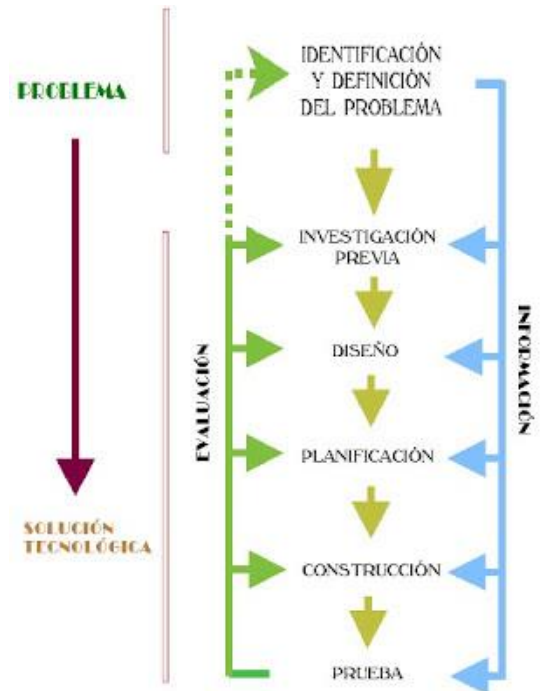 PROBLEMA
SOLUCIÓN
TECNOLÓGICA
EVALUACIÓN
IDENTIFICACIÓN
Y DEFINICIÓN
DEL PROBLEMA
INVESTIGACIÓN
PREVIA
DISEÑO
PLANIFICACIÓN
CONSTRUCCIÓN
PRUEBA
INFORMACIÓN